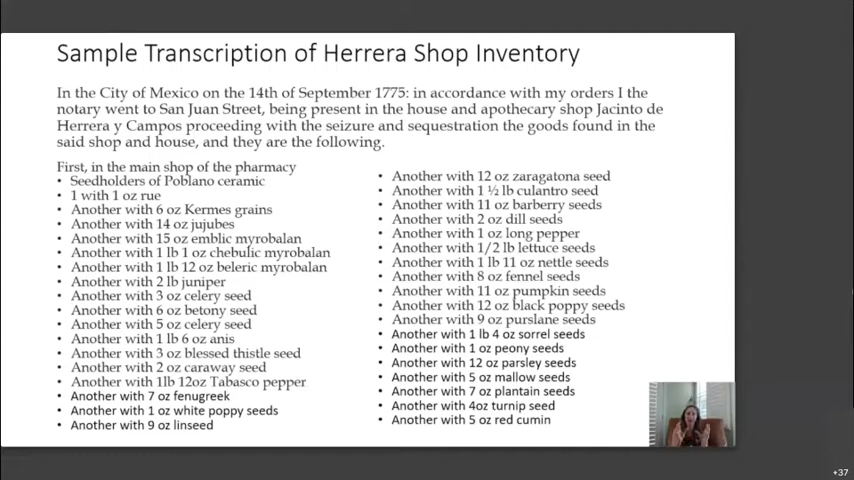 Sample Transcription of Herrera Shop Inventory
In the City of Mexico on the 14th of September 1775: in accordance with my orders I the
notary went to San Juan Street, being present in the house and apothecary shop Jacinto de
Herrera y Campos proceeding with the seizure and sequestration the goods found in the
said shop and house, and they are the following.
First, in the main shop of the pharmacy
• Seedholders of Poblano ceramic
• 1 with 1 oz rue
• Another with 6 oz Kermes grains
• Another with 14 oz jujubes
• Another with 15 oz emblic myrobalan
• Another with 1 lb 1 oz chebulic myrobalan
• Another with 1 lb 12 oz beleric myrobalan
• Another with 2 lb juniper
• Another with 3 oz celery seed
• Another with 6 oz betony seed
• Another with 5 oz celery seed
• Another with 1 lb 6 oz anis
• Another with 3 oz blessed thistle seed
• Another with 2 oz caraway seed
• Another with 1lb 12oz Tabasco pepper
• Another with 7 oz fenugreek
• Another with 1 oz white poppy seeds
• Another with 9 oz linseed
• Another with 12 oz zaragatona seed
• Another with 1 ½ lb culantro seed
• Another with 11 oz barberry seeds
• Another with 2 oz dill seeds
• Another with 1 oz long pepper
• Another with 1/2 lb lettuce seeds
• Another with 1 lb 11 oz nettle seeds
• Another with 8 oz fennel seeds
• Another with 11 oz pumpkin seeds
• Another with 12 oz black poppy seeds
• Another with 9 oz purslane seeds
• Another with 1 lb 4 oz sorrel seeds
• Another with 1 oz peony seeds
• Another with 12 oz parsley seeds
• Another with 5 oz mallow seeds
• Another with 7 oz plantain seeds
• Another with 4oz turnip seed
• Another with 5 oz red cumin
+37